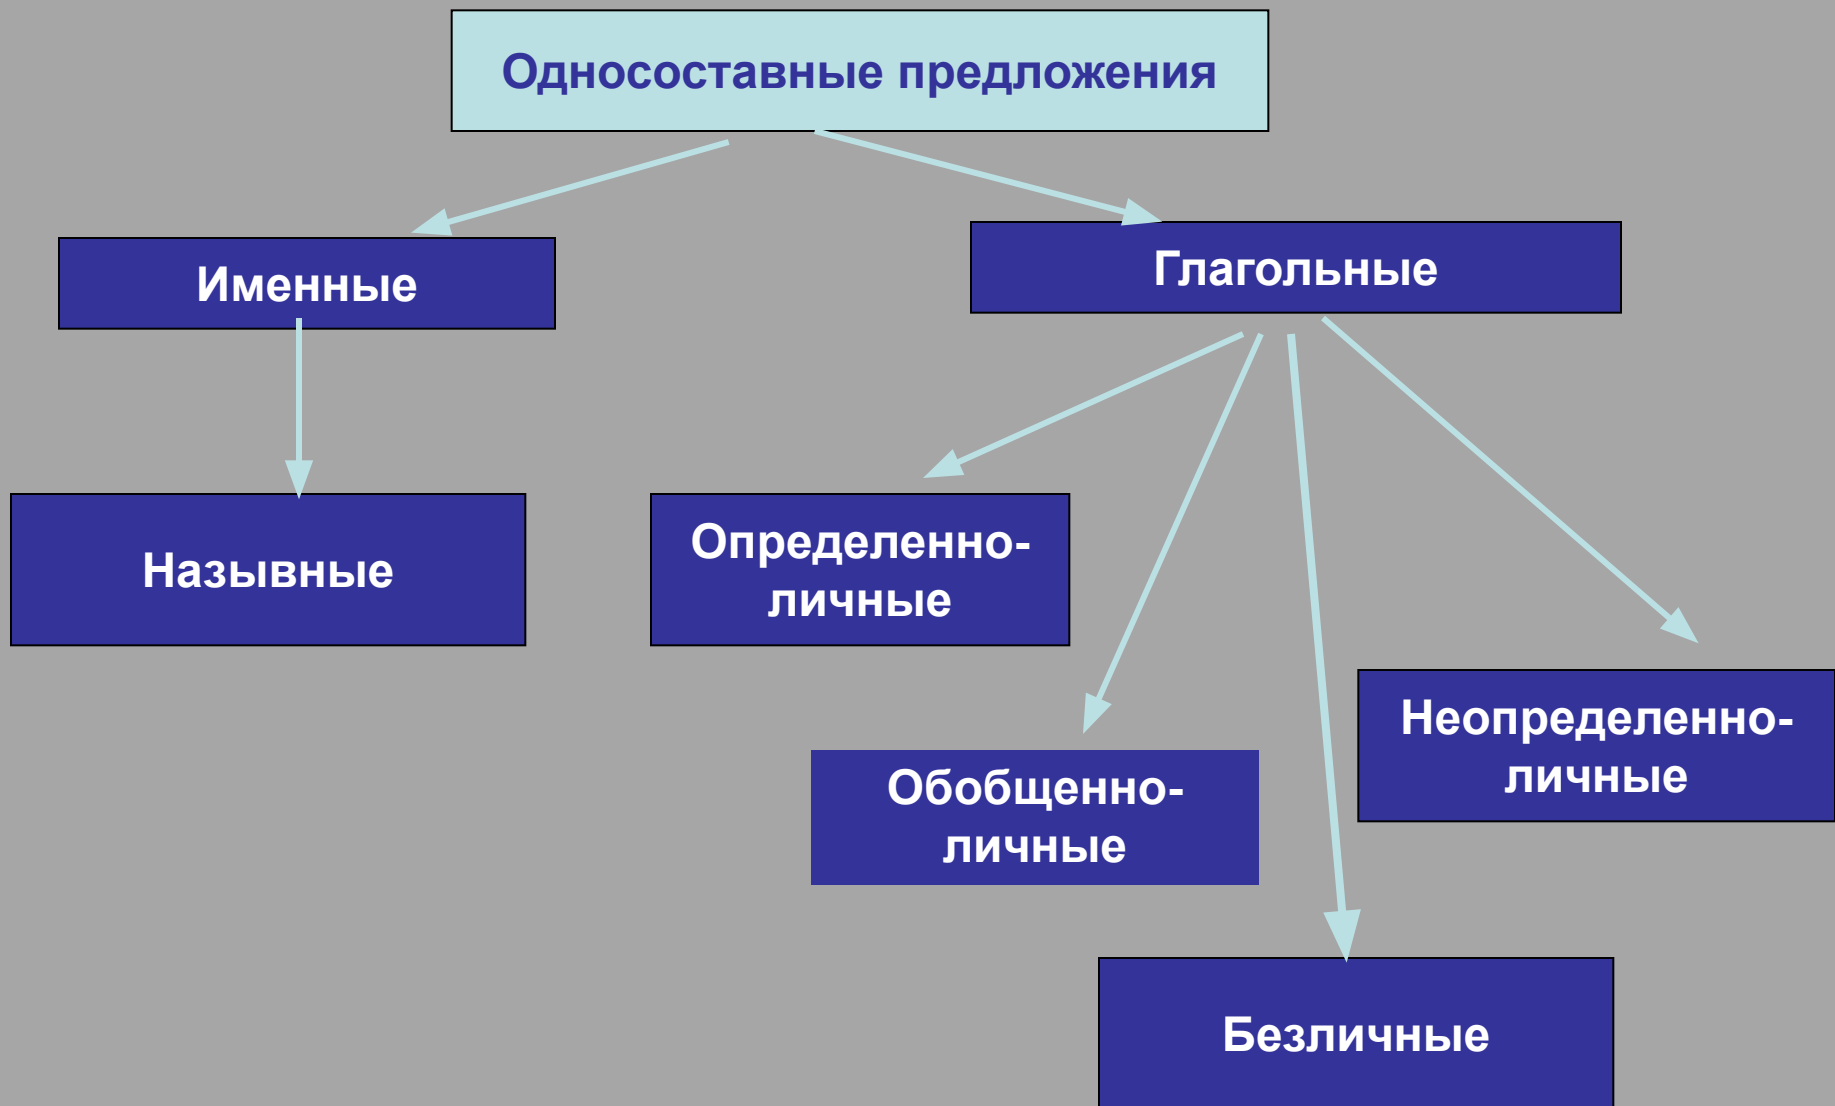 Односоставные предложения
Именные
Глагольные
Назывные
Определенно-
личные
Обобщенно-
личные
Неопределенно-
личные
Безличные